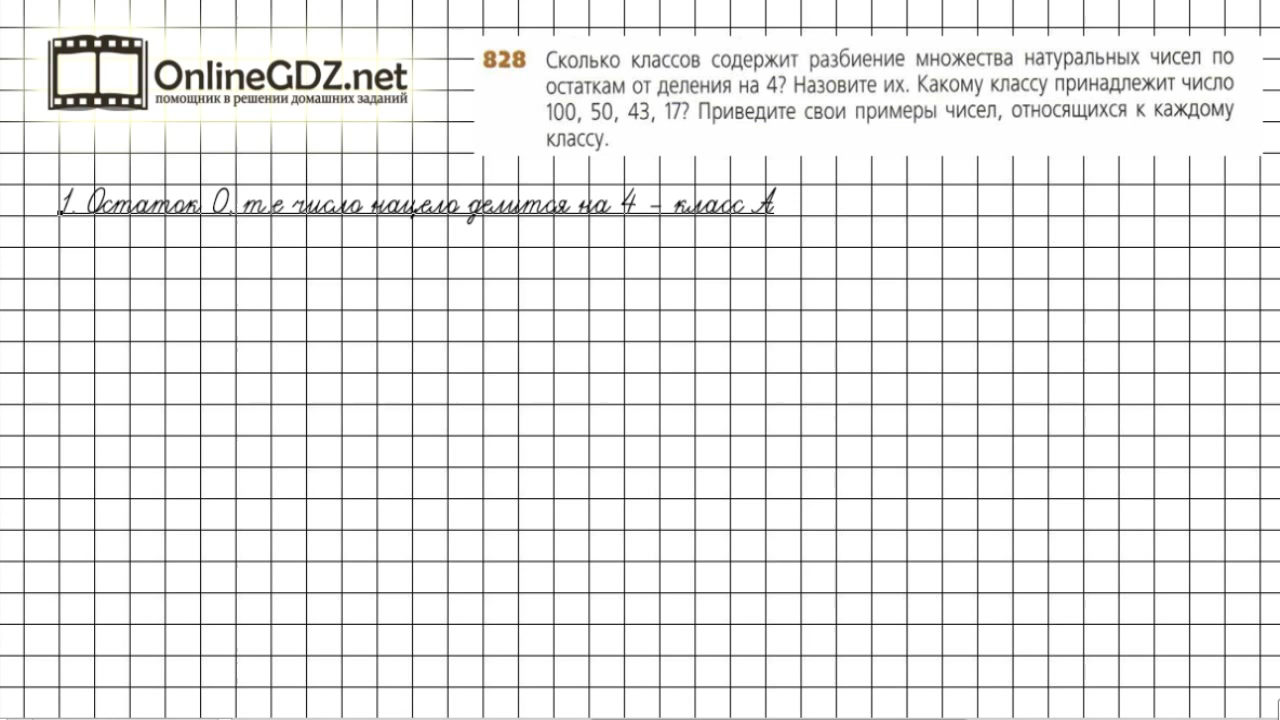 OnlineGDZ.net
помощник в решении домашних заданий
828 Сколько классов содержит разбиение множества натуральных чисел по
остаткам от деления на 4? Назовите их. Какому классу принадлежит число
100, 50, 43, 17? Приведите свои примеры чисел, относящихся к каждому
классу.
1. Остаток 0, т.е число нацело делится на 4 – класс А